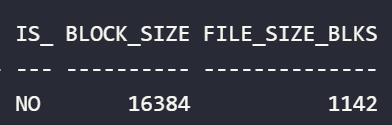 IS_ BLOCK_SIZE FILE_SIZE_BLKS
--- ---------- --------------
NO 16384 1142